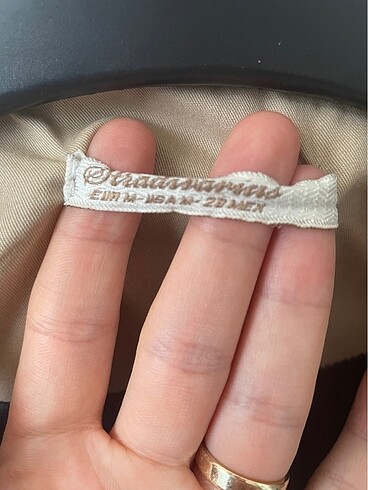 Stradivarius
EUR M - USA M - 28 MEX